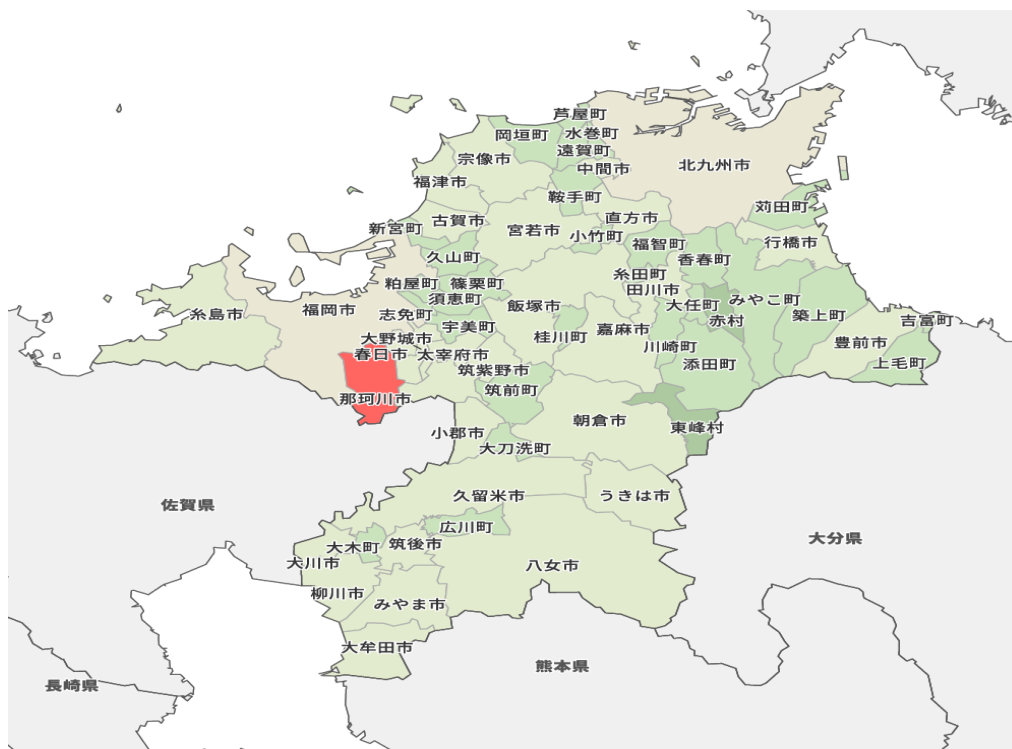 芦屋町
岡垣町
水巻町
遠賀町
宗像市
中間市
北九州市
福津市
鞍手町
苅田町
古賀市
直方市
新宮町
宮若市
小竹町
福智町
行橋市
久山町
香春町
糸田町
粕屋町
篠栗町
田川市
須恵町
大任町
みやこ町
福岡市
飯塚市
糸島市
志免町
赤村
築上町
吉富町
宇美町
嘉麻市
大野城市
桂川町
豊前市
川崎町
春日市
太宰府市
上毛町
添田町
筑紫野市
筑前町
那珂川市
朝倉市
東峰村
小郡市
大刀洗町
久留米市
うきは市
佐賀県
広川町
大分県
大木町
筑後市
大川市
八女市
柳川市
みやま市
大牟田市
熊本県
長崎県